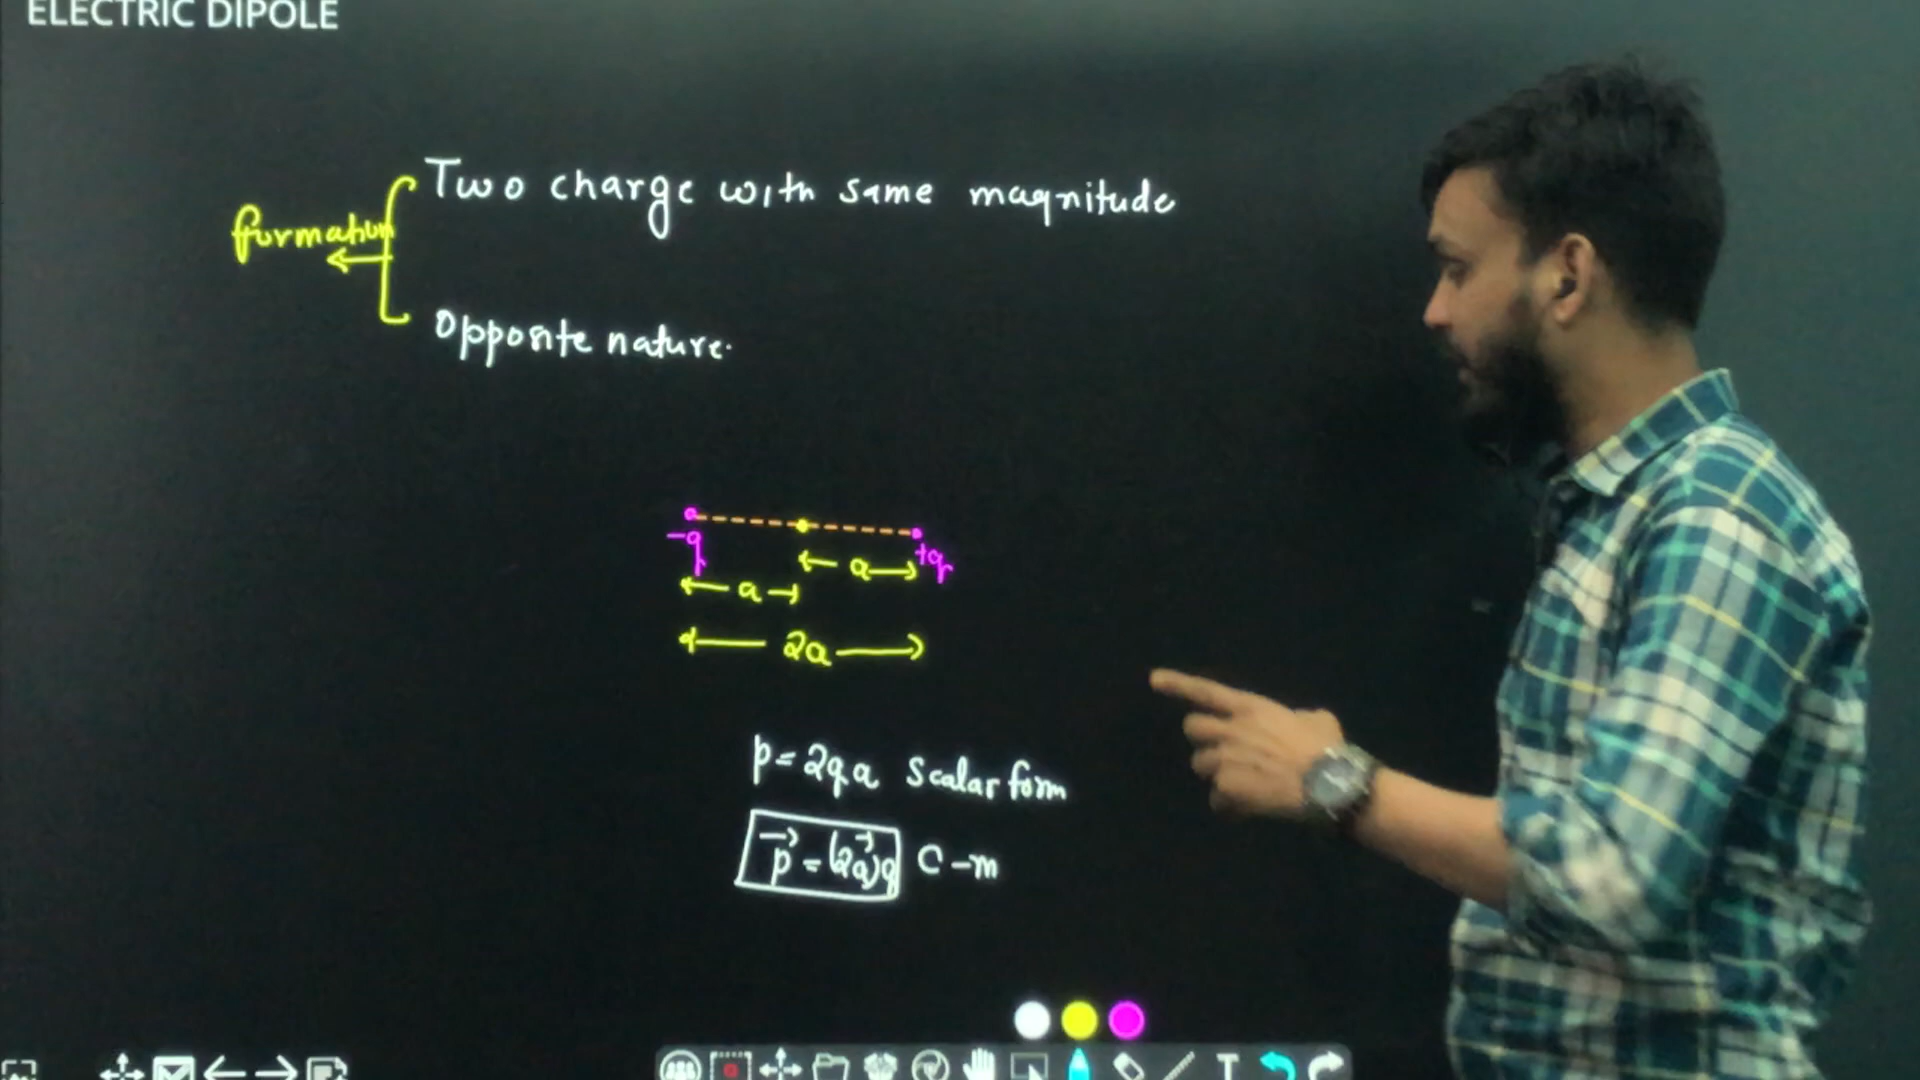 ELECTRIC DIPOLE
Two charge with same magnitude
formation
Opposite nature.
-q
+q
a
a
2a
p = 2qa Scalar form
p⃗ = (2a⃗)q C-m
T